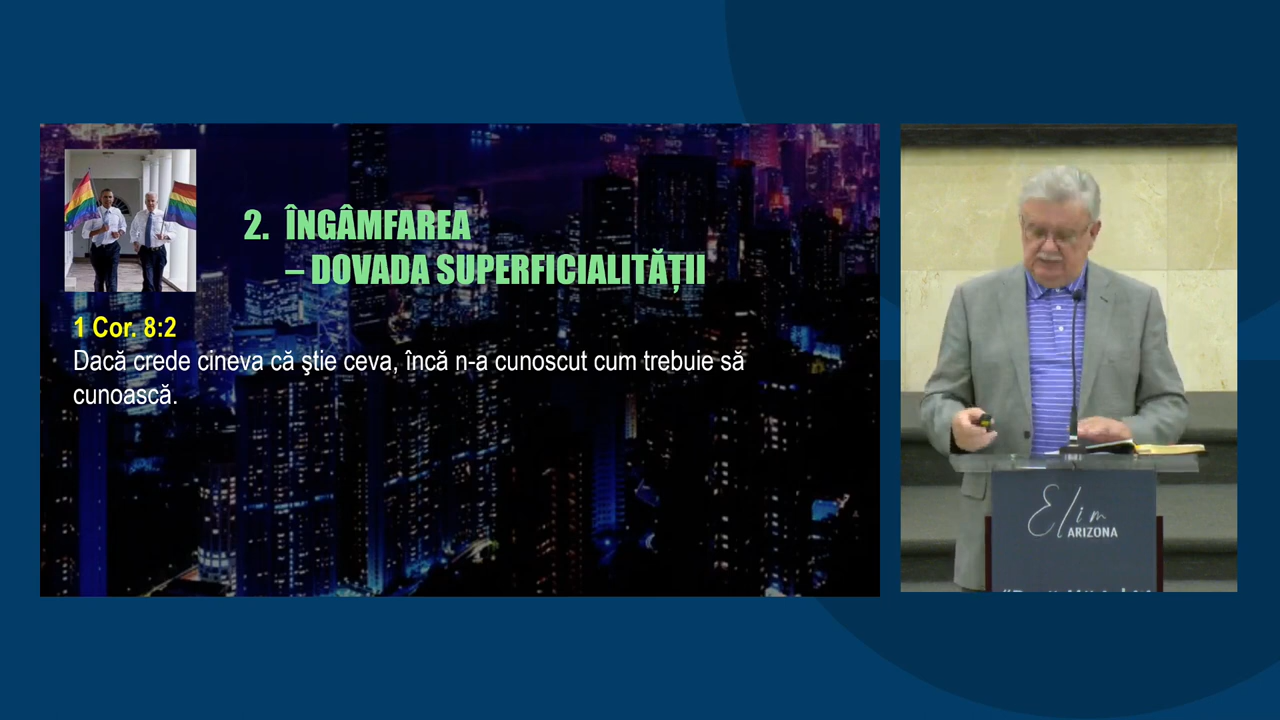 2. ÎNGÂMFAREA
– DOVADA SUPERFICIALITĂȚII
1 Cor. 8:2
Dacă crede cineva că ştie ceva, încă n-a cunoscut cum trebuie să
cunoască.
Elim
ARIZONA